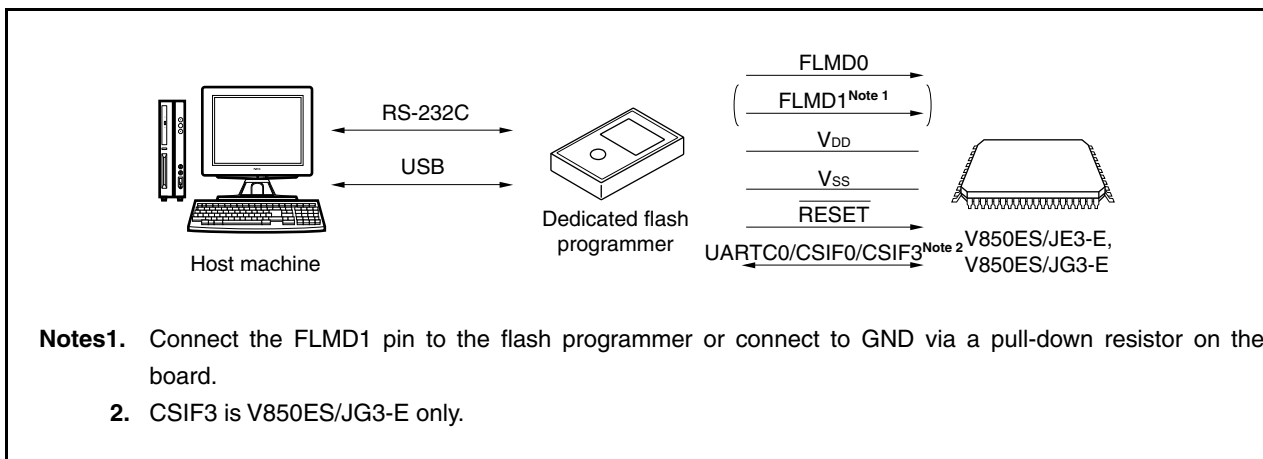 FLMD0
FLMD1Note 1
RS-232C
VDD
USB
VSS
RESET
Dedicated flash
programmer
UARTC0/CSIF0/CSIF3Note 2
V850ES/JE3-E,
V850ES/JG3-E
Host machine
Notes1. Connect the FLMD1 pin to the flash programmer or connect to GND via a pull-down resistor on the
board.
2. CSIF3 is V850ES/JG3-E only.